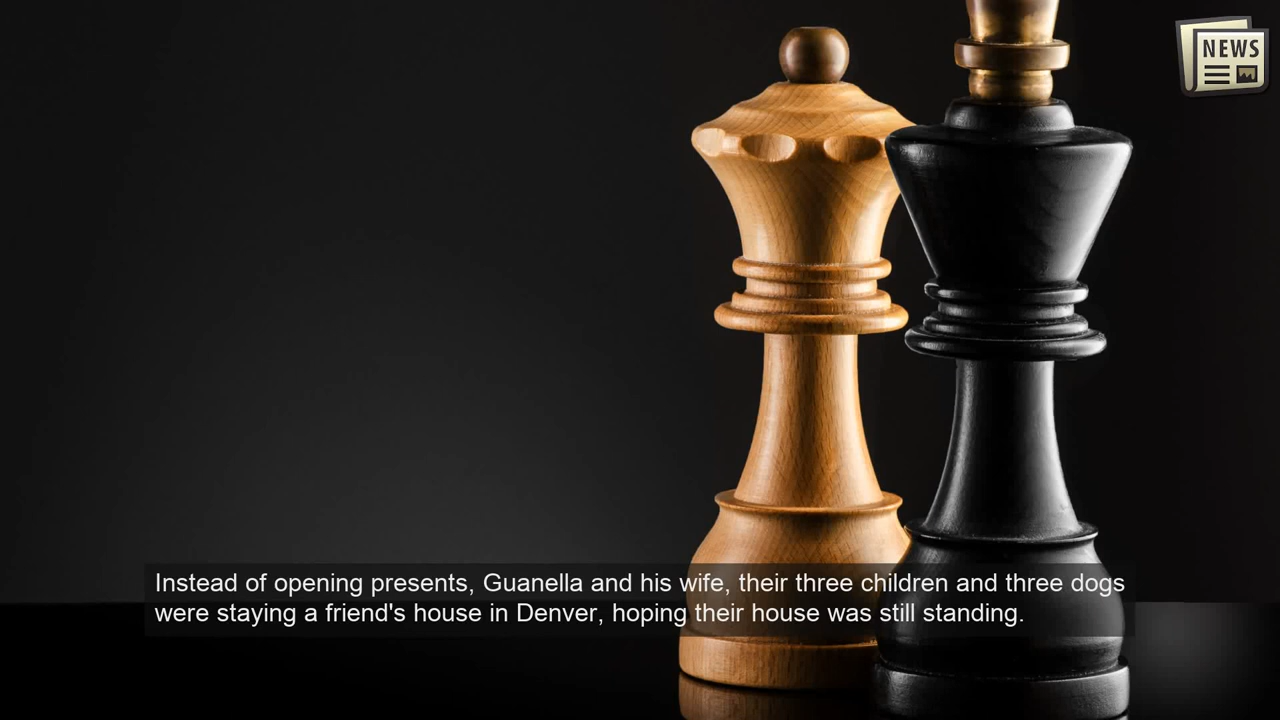 NEWS
Instead of opening presents, Guanella and his wife, their three children and three dogs
were staying a friend's house in Denver, hoping their house was still standing.